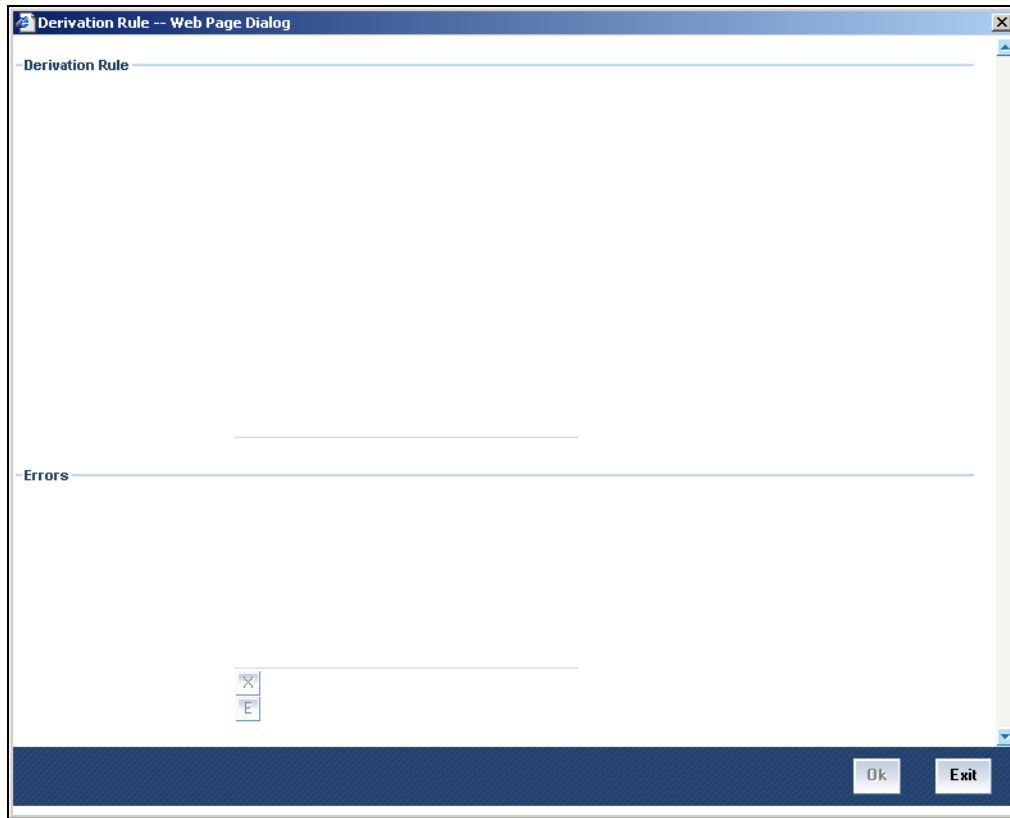 Derivation Rule -- Web Page Dialog
Derivation Rule
Errors
X
E
Ok
Exit